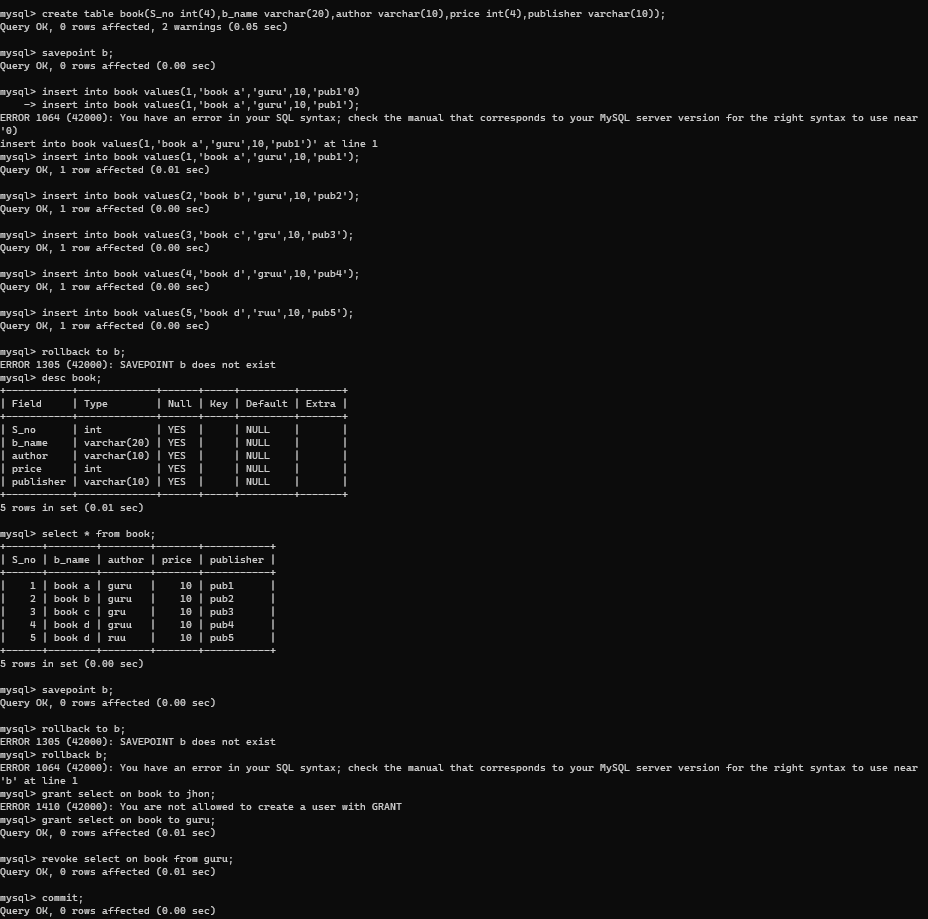 mysql> create table book(S_no int(4),b_name varchar(20),author varchar(10),price int(4),publisher varchar(10));
Query OK, 0 rows affected, 2 warnings (0.05 sec)

mysql> savepoint b;
Query OK, 0 rows affected (0.00 sec)

mysql> insert into book values(1,'book a','guru',10,'pub1'0)
    -> insert into book values(1,'book a','guru',10,'pub1');
ERROR 1064 (42000): You have an error in your SQL syntax; check the manual that corresponds to your MySQL server version for the right syntax to use near
'0)
insert into book values(1,'book a','guru',10,'pub1')' at line 1
mysql> insert into book values(1,'book a','guru',10,'pub1');
Query OK, 1 row affected (0.01 sec)

mysql> insert into book values(2,'book b','guru',10,'pub2');
Query OK, 1 row affected (0.00 sec)

mysql> insert into book values(3,'book c','gru',10,'pub3');
Query OK, 1 row affected (0.00 sec)

mysql> insert into book values(4,'book d','gruu',10,'pub4');
Query OK, 1 row affected (0.00 sec)

mysql> insert into book values(5,'book d','ruu',10,'pub5');
Query OK, 1 row affected (0.00 sec)

mysql> rollback to b;
ERROR 1305 (42000): SAVEPOINT b does not exist
mysql> desc book;
+-----------+-------------+------+-----+---------+-------+
| Field     | Type        | Null | Key | Default | Extra |
+-----------+-------------+------+-----+---------+-------+
| S_no      | int         | YES  |     | NULL    |       |
| b_name    | varchar(20) | YES  |     | NULL    |       |
| author    | varchar(10) | YES  |     | NULL    |       |
| price     | int         | YES  |     | NULL    |       |
| publisher | varchar(10) | YES  |     | NULL    |       |
+-----------+-------------+------+-----+---------+-------+
5 rows in set (0.01 sec)

mysql> select * from book;
+------+--------+--------+-------+-----------+
| S_no | b_name | author | price | publisher |
+------+--------+--------+-------+-----------+
|    1 | book a | guru   |    10 | pub1      |
|    2 | book b | guru   |    10 | pub2      |
|    3 | book c | gru    |    10 | pub3      |
|    4 | book d | gruu   |    10 | pub4      |
|    5 | book d | ruu    |    10 | pub5      |
+------+--------+--------+-------+-----------+
5 rows in set (0.00 sec)

mysql> savepoint b;
Query OK, 0 rows affected (0.00 sec)

mysql> rollback to b;
ERROR 1305 (42000): SAVEPOINT b does not exist
mysql> rollback b;
ERROR 1064 (42000): You have an error in your SQL syntax; check the manual that corresponds to your MySQL server version for the right syntax to use near
'b' at line 1
mysql> grant select on book to jhon;
ERROR 1410 (42000): You are not allowed to create a user with GRANT
mysql> grant select on book to guru;
Query OK, 0 rows affected (0.01 sec)

mysql> revoke select on book from guru;
Query OK, 0 rows affected (0.01 sec)

mysql> commit;
Query OK, 0 rows affected (0.00 sec)